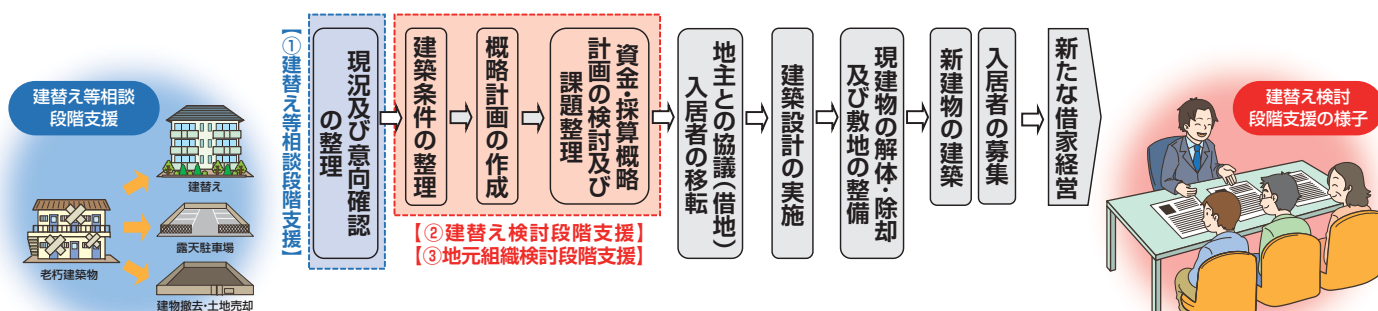 建替え等相談
段階支援
建替え
露天駐車場
老朽建築物
建物撤去・土地売却
【①建替え等相談段階支援】
現況及び意向確認
の整理
建築条件の整理
概略計画の作成
資金・採算概略
計画の検討及び
課題整理
【②建替え検討段階支援】
【③地元組織検討段階支援】
地主との協議(借地)
入居者の移転
建築設計の実施
現建物の解体・除却
及び敷地の整備
新建物の建築
入居者の募集
新たな借家経営
建替え検討
段階支援の様子